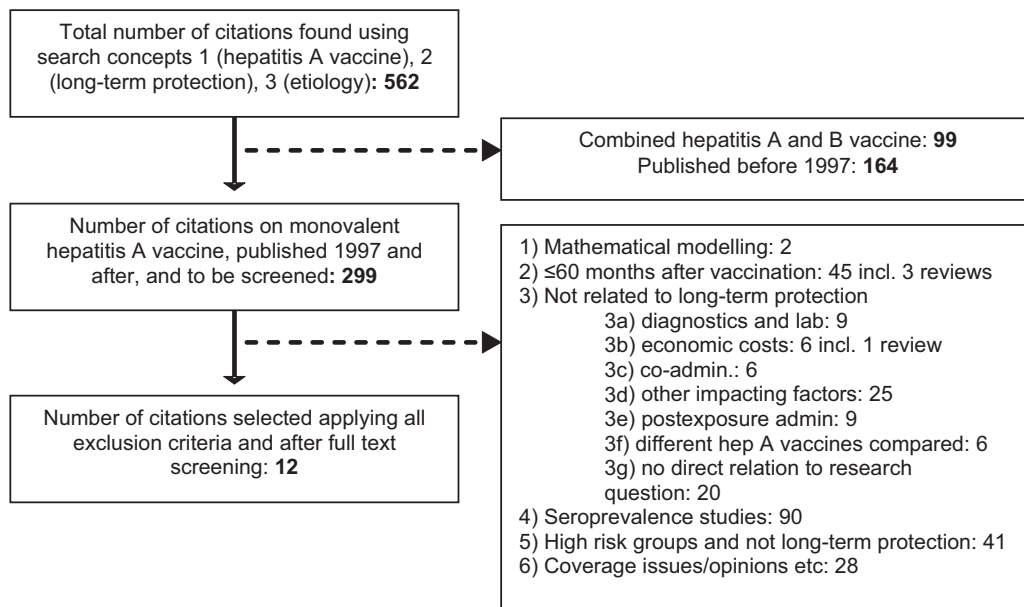 Total number of citations found using
search concepts 1 (hepatitis A vaccine), 2
(long-term protection), 3 (etiology): 562
Combined hepatitis A and B vaccine: 99
Published before 1997: 164
Number of citations on monovalent
hepatitis A vaccine, published 1997 and
after, and to be screened: 299
1) Mathematical modelling: 2
2) ≤60 months after vaccination: 45 incl. 3 reviews
3) Not related to long-term protection
3a) diagnostics and lab: 9
3b) economic costs: 6 incl. 1 review
3c) co-admin.: 6
3d) other impacting factors: 25
3e) postexposure admin: 9
3f) different hep A vaccines compared: 6
3g) no direct relation to research
question: 20
4) Seroprevalence studies: 90
5) High risk groups and not long-term protection: 41
6) Coverage issues/opinions etc: 28
Number of citations selected applying all
exclusion criteria and after full text
screening: 12